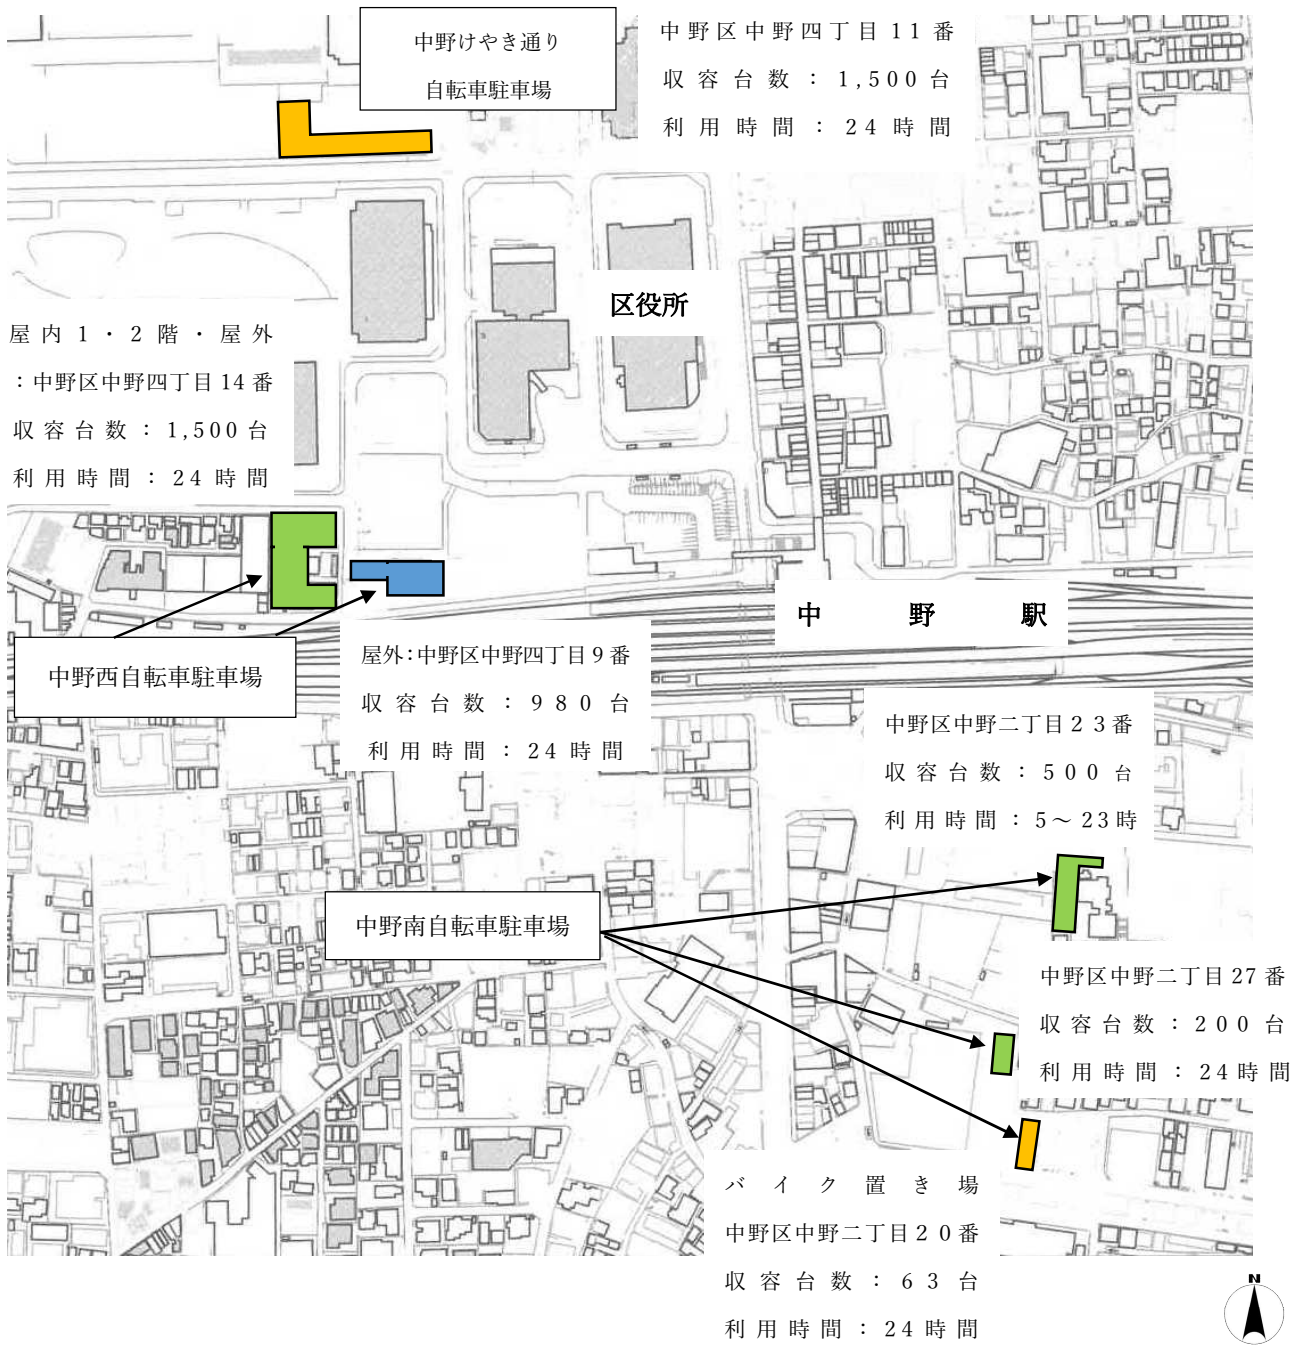 中野けやき通り
自転車駐車場
中野区中野四丁目11番
収容台数：1,500台
利用時間：24時間
区役所
屋内1・2階・屋外
：中野区中野四丁目14番
収容台数：1,500台
利用時間：24時間
中野駅
中野西自転車駐車場
屋外：中野区中野四丁目9番
収容台数：980台
利用時間：24時間
中野区中野二丁目23番
収容台数：500台
利用時間：5～23時
中野南自転車駐車場
中野区中野二丁目27番
収容台数：200台
利用時間：24時間
バイク置き場
中野区中野二丁目20番
収容台数：63台
利用時間：24時間
N